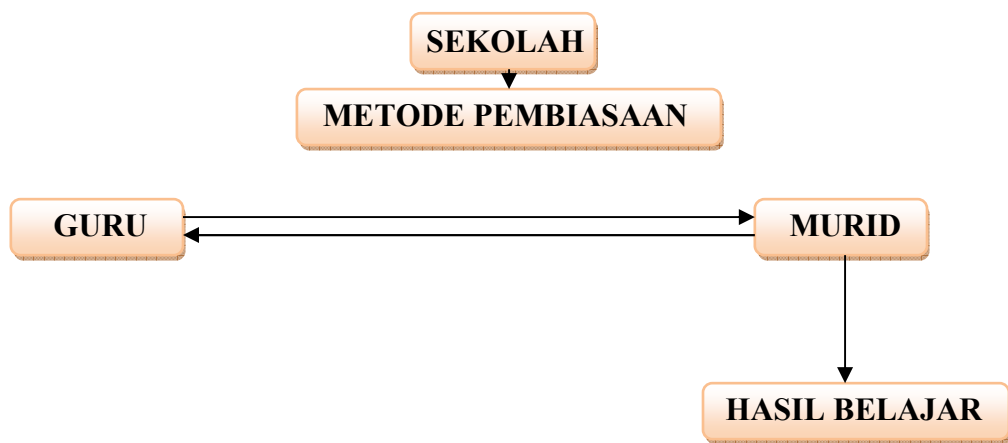 SEKOLAH
METODE PEMBIASAAN
GURU
MURID
HASIL BELAJAR